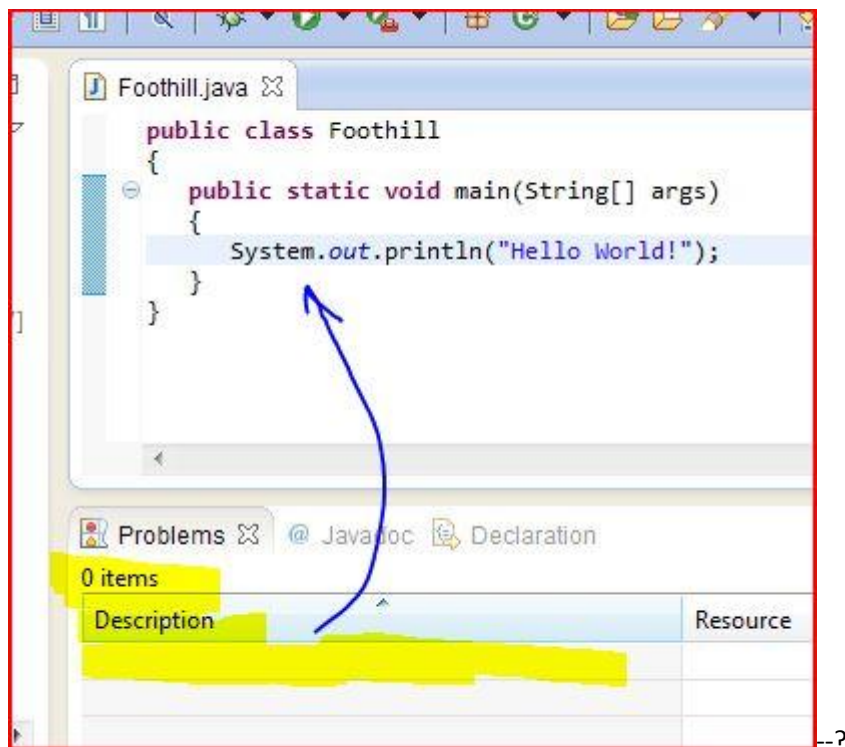 Foothill.java
public class Foothill
{
public static void main(String[] args)
{
System.out.println("Hello World!");
}
}
Problems @ Javadoc Declaration
0 items
Description Resource
--?